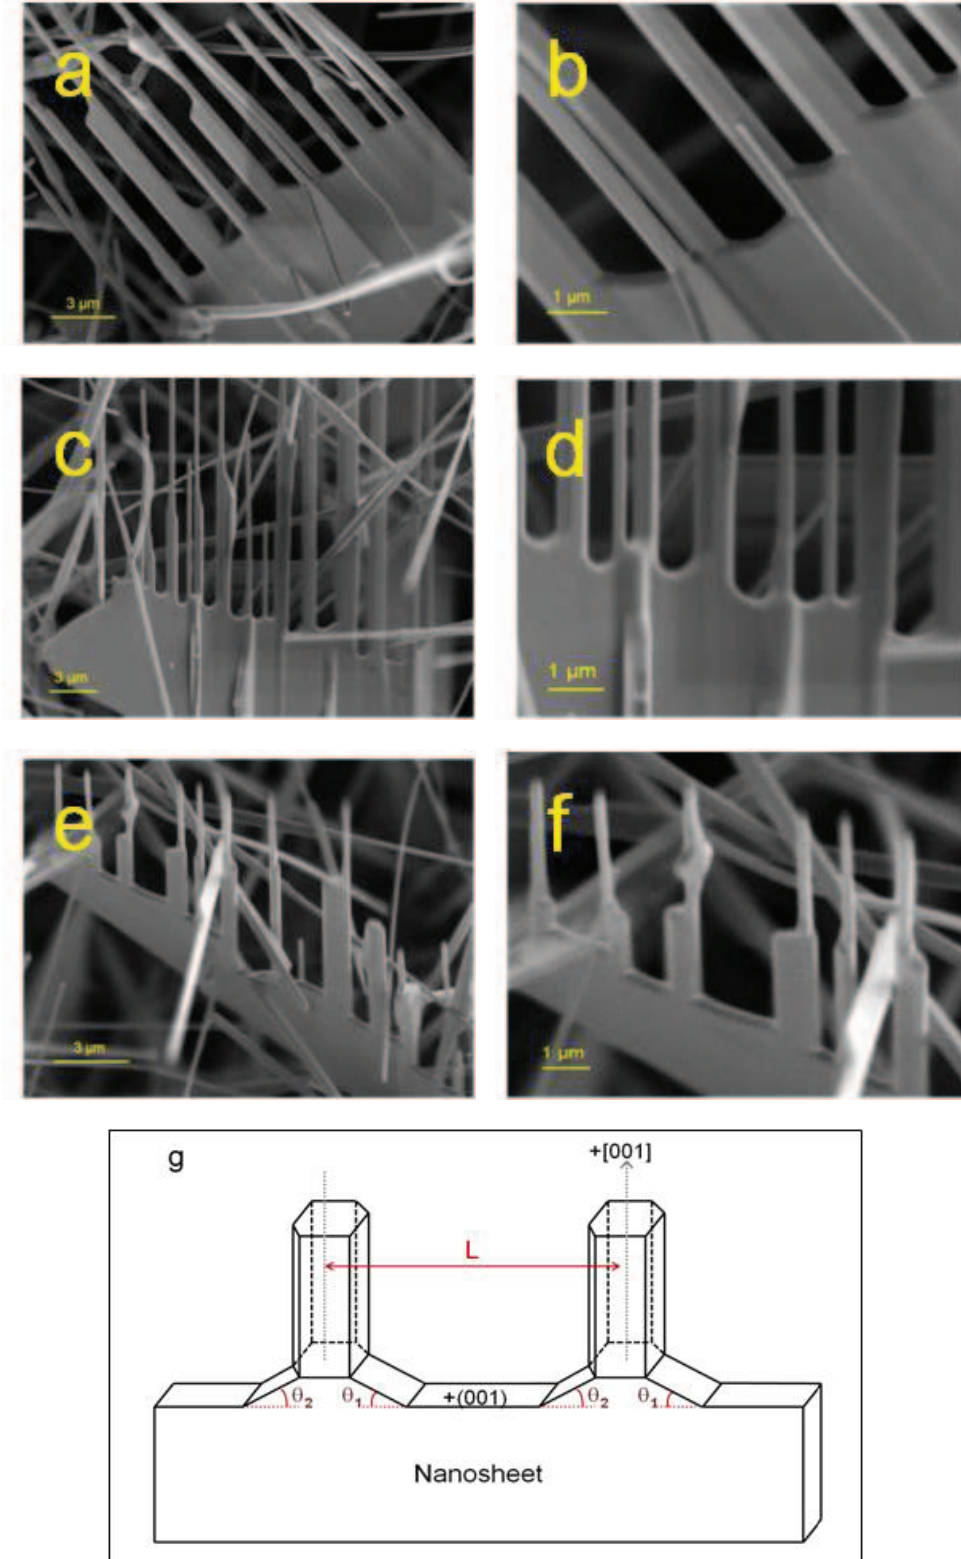 a
b
3 µm
1 µm
c
d
3 µm
1 µm
e
f
3 µm
1 µm
g
+[001]
L
θ2 θ1 +(001) θ2 θ1
Nanosheet